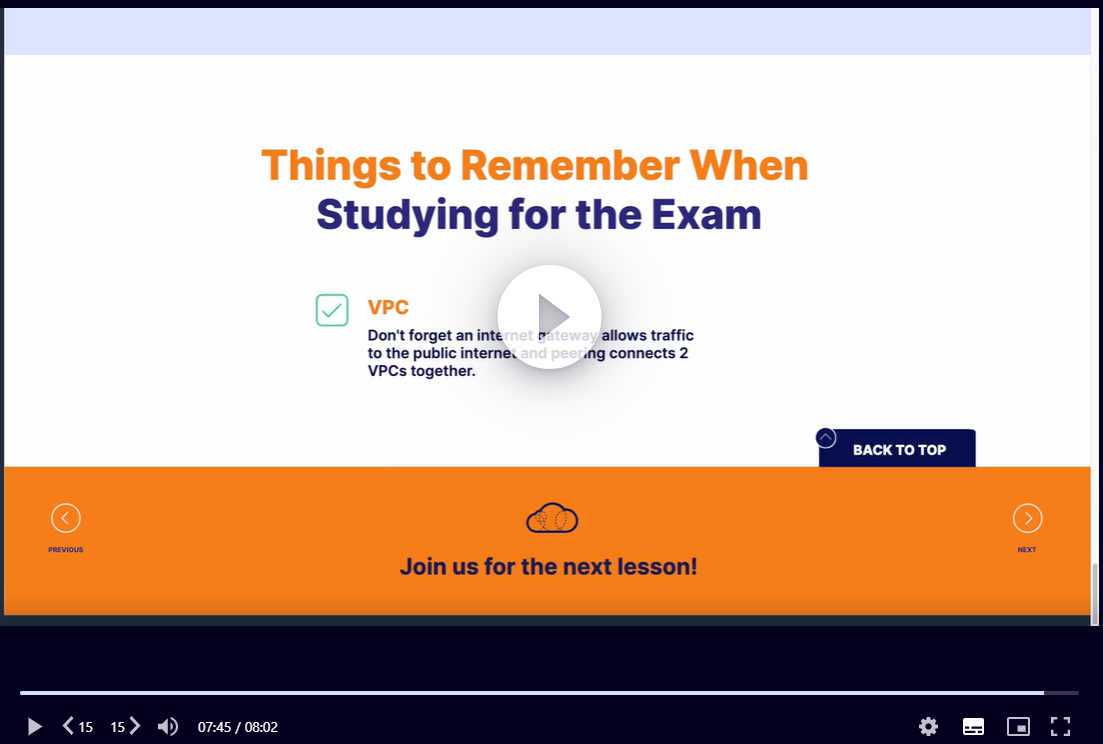 Things to Remember When
Studying for the Exam
VPC
Don't forget an internet gateway allows traffic
to the public internet and peering connects 2
VPCs together.
BACK TO TOP
PREVIOUS
NEXT
Join us for the next lesson!
15
15
07:45 / 08:02